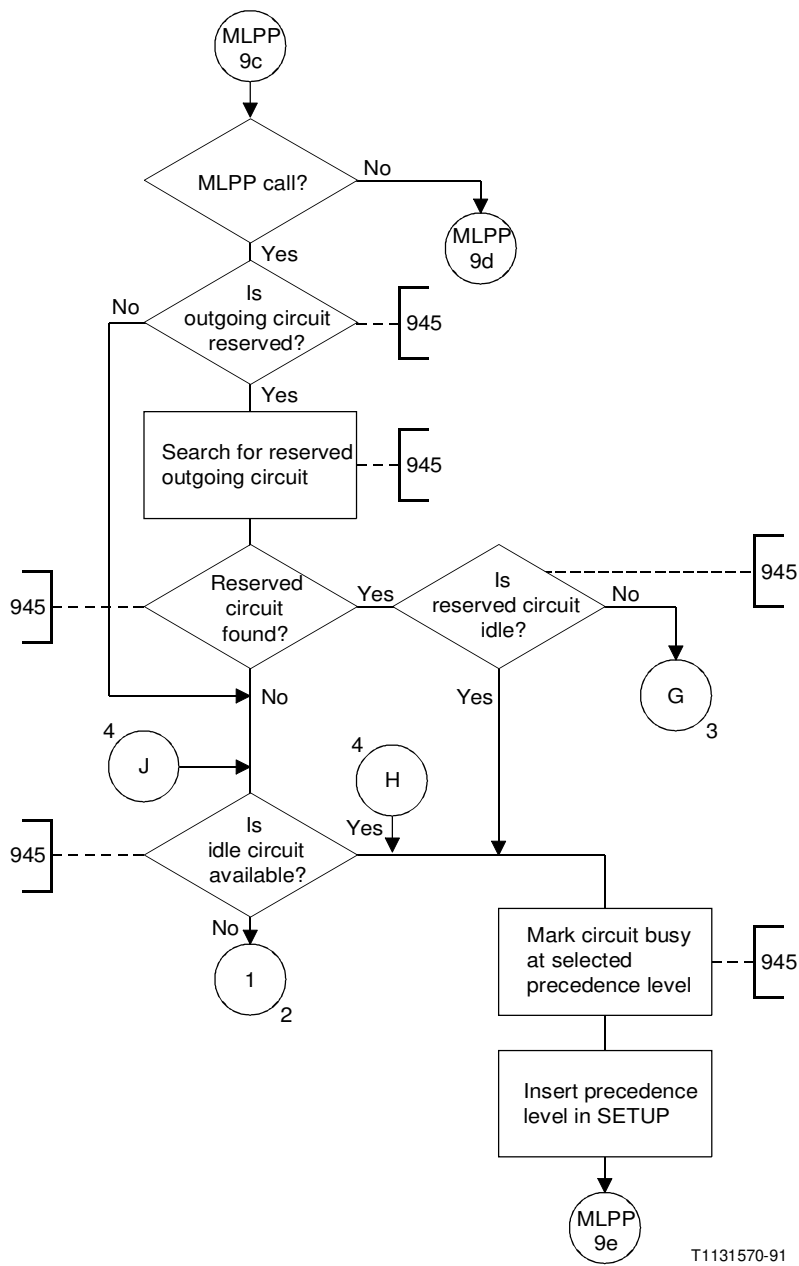 MLPP
9c
MLPP call?
No
MLPP
9d
Yes
Is
outgoing circuit
reserved?
No
945
Yes
Search for reserved
outgoing circuit
945
945
Reserved
circuit
found?
Yes
Is
reserved circuit
idle?
945
No
No
Yes
G
3
4
J
4
H
945
Is
idle circuit
available?
Yes
No
1
2
Mark circuit busy
at selected
precedence level
945
Insert precedence
level in SETUP
MLPP
9e
T1131570-91